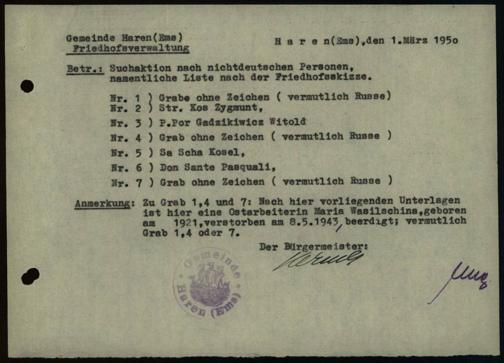 Gemeinde Haren(Ems)
Friedhofsverwaltung
H a r e n(Ems),den 1.März 1950
Betr.: Suchaktion nach nichtdeutschen Personen,
namentliche Liste nach der Friedhofsskizze.
Nr. 1 ) Grabe ohne Zeichen ( vermutlich Russe)
Nr. 2 ) Str. Kos Zygmunt,
Nr. 3 ) P.Por Gadzikiwicz Witold
Nr. 4 ) Grab ohne Zeichen ( vermutlich Russe )
Nr. 5 ) Sa Scha Kosel,
Nr. 6 ) Don Sante Pasquali,
Nr. 7 ) Grab ohne Zeichen ( vermutlich Russe )
Anmerkung: Zu Grab 1,4 und 7: Nach hier vorliegenden Unterlagen
ist hier eine Ostarbeiterin Maria Wasilschina,geboren
am 1921,verstorben am 8.5.1943,beerdigt; vermutlich
Grab 1,4 oder 7.
Der Bürgermeister:
Gemeinde
Haren (Ems)